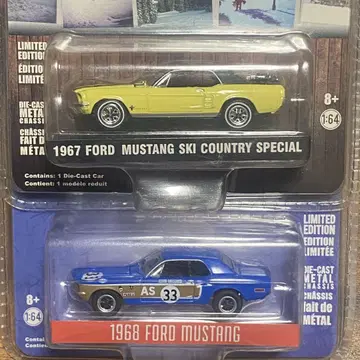 LIMITED
EDITION
ÉDITION
LIMITÉE
DIE-CAST
METAL
CHASSIS
CHÂSSIS
FAIT DE
MÉTAL
8+
1:64
1967 FORD MUSTANG SKI COUNTRY SPECIAL
Contains: 1 Die-Cast Car
Contient: 1 modèle réduit
LIMITED
EDITION
ÉDITION
LIMITÉE
DIE-CAST
METAL
CHASSIS
CHÂSSIS
fait de
MÉTAL
8+
1:64
AS
33
1968 FORD MUSTANG